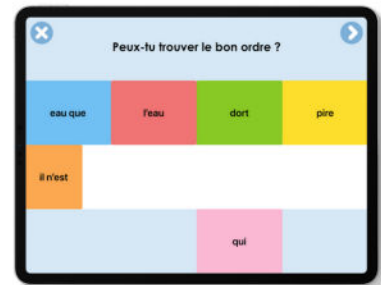 Peux-tu trouver le bon ordre ?
eau que l'eau dort pire
il n'est
qui